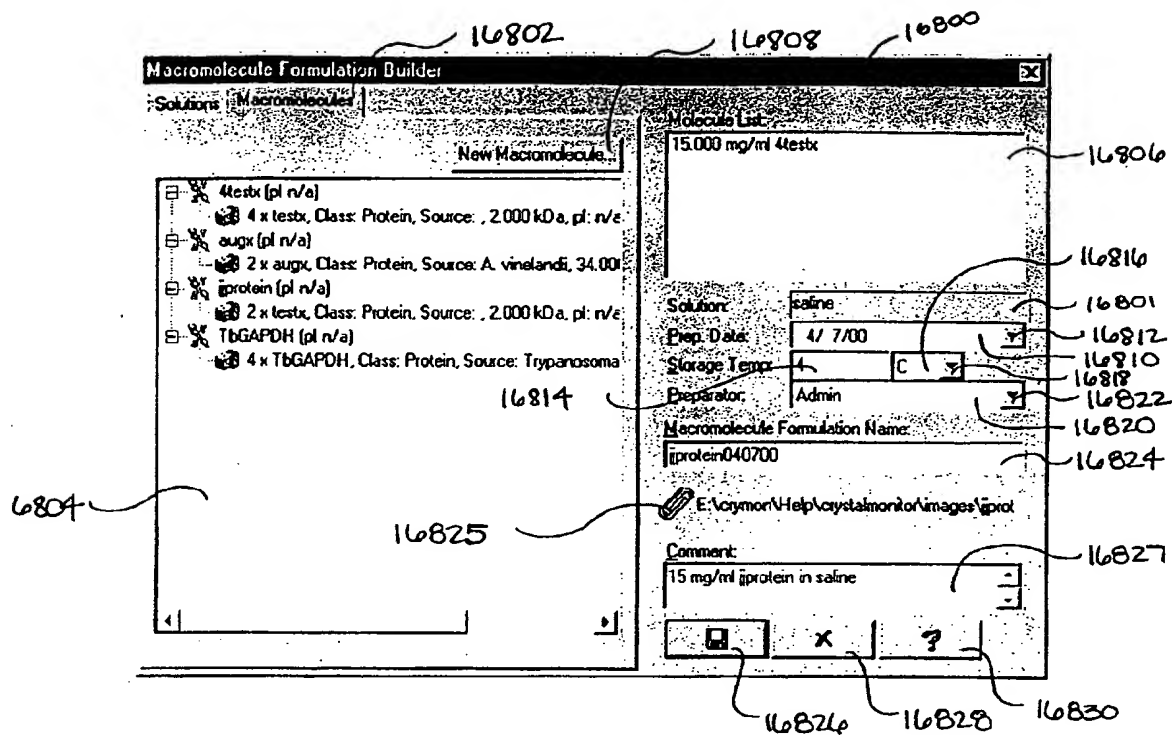 16802
16808
16800
Macromolecule Formulation Builder
Solutions Macromolecules
New Macromolecule...
4testx (pI n/a)
4 x testx, Class: Protein, Source: , 2.000 kDa, pI: n/a
augx (pI n/a)
2 x augx, Class: Protein, Source: A. vinelandii, 34.00
jjprotein (pI n/a)
2 x testx, Class: Protein, Source: , 2.000 kDa, pI: n/a
TbGAPDH (pI n/a)
4 x TbGAPDH, Class: Protein, Source: Trypanosoma
6804
16814
16825
Molecule List:
15.000 mg/ml 4testx
16806
16816
Solution: saline
16801
Prep. Date: 4/ 7/00
16812
16810
Storage Temp: 4 C
16818
Preparator: Admin
16822
16820
Macromolecule Formulation Name:
jjprotein040700
16824
E:\crymon\Help\crystalmonitor\images\jjprot
Comment:
15 mg/ml jjprotein in saline
16827
x
?
16826
16828
16830